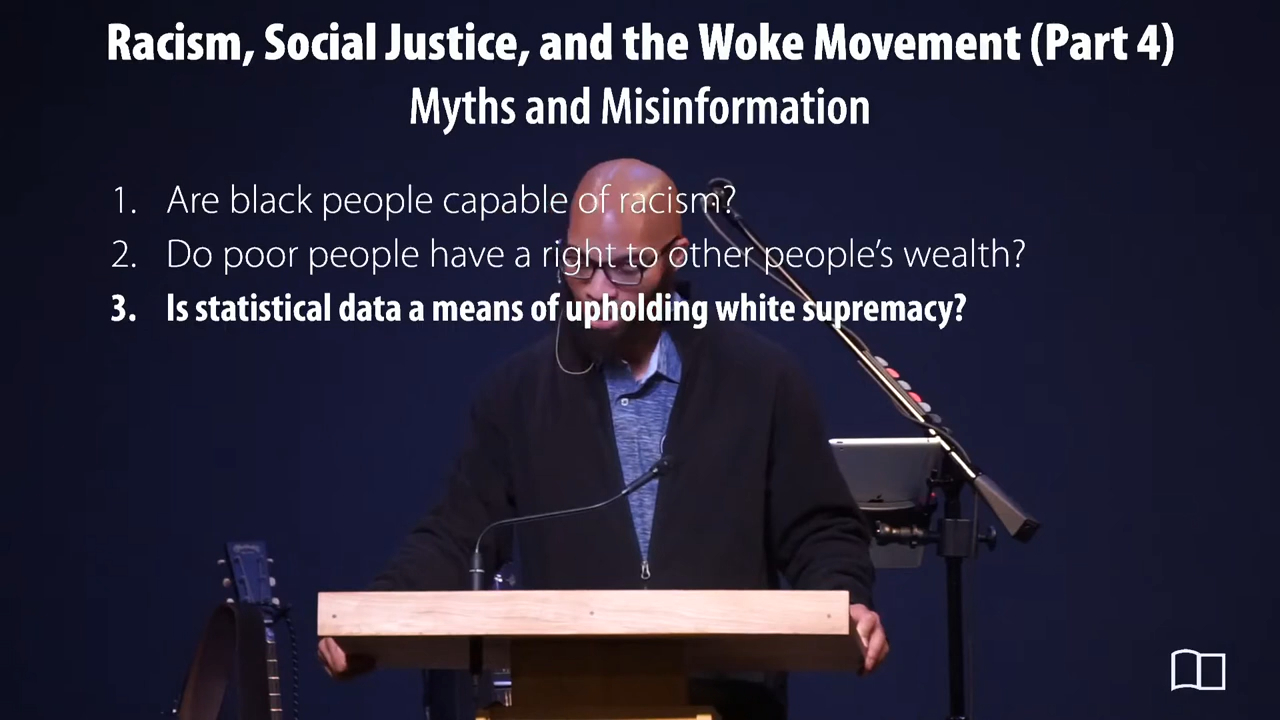 Racism, Social Justice, and the Woke Movement (Part 4)
Myths and Misinformation
1. Are black people capable of racism?
2. Do poor people have a right to other people’s wealth?
3. Is statistical data a means of upholding white supremacy?